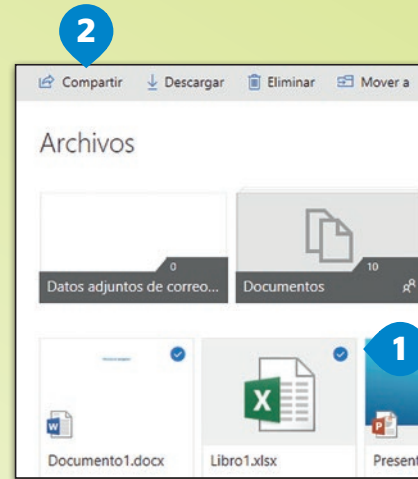 2
Compartir Descargar Eliminar Mover a
Archivos
0
Datos adjuntos de correo...
10
Documentos
1
Documento1.docx
Libro1.xlsx
Present